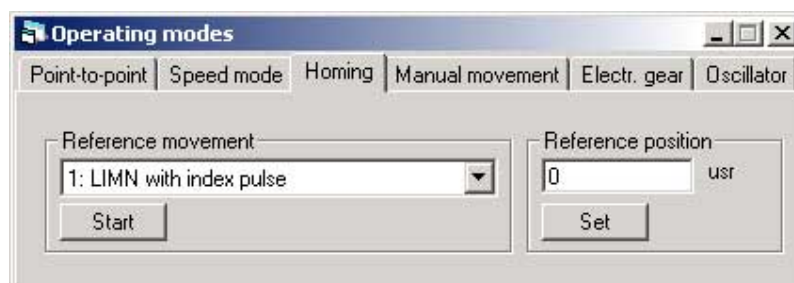 Operating modes
Point-to-point Speed mode Homing Manual movement Electr. gear Oscillator
Reference movement Reference position
1: LIMN with index pulse 0 usr
Start Set